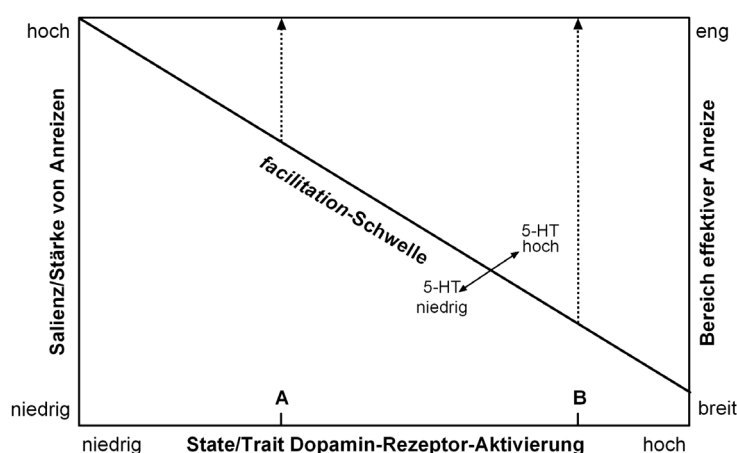 hoch
eng
Salienz/Stärke von Anreizen
Bereich effektiver Anreize
facilitation-Schwelle
5-HT
hoch
5-HT
niedrig
A
B
niedrig
breit
niedrig
State/Trait Dopamin-Rezeptor-Aktivierung
hoch